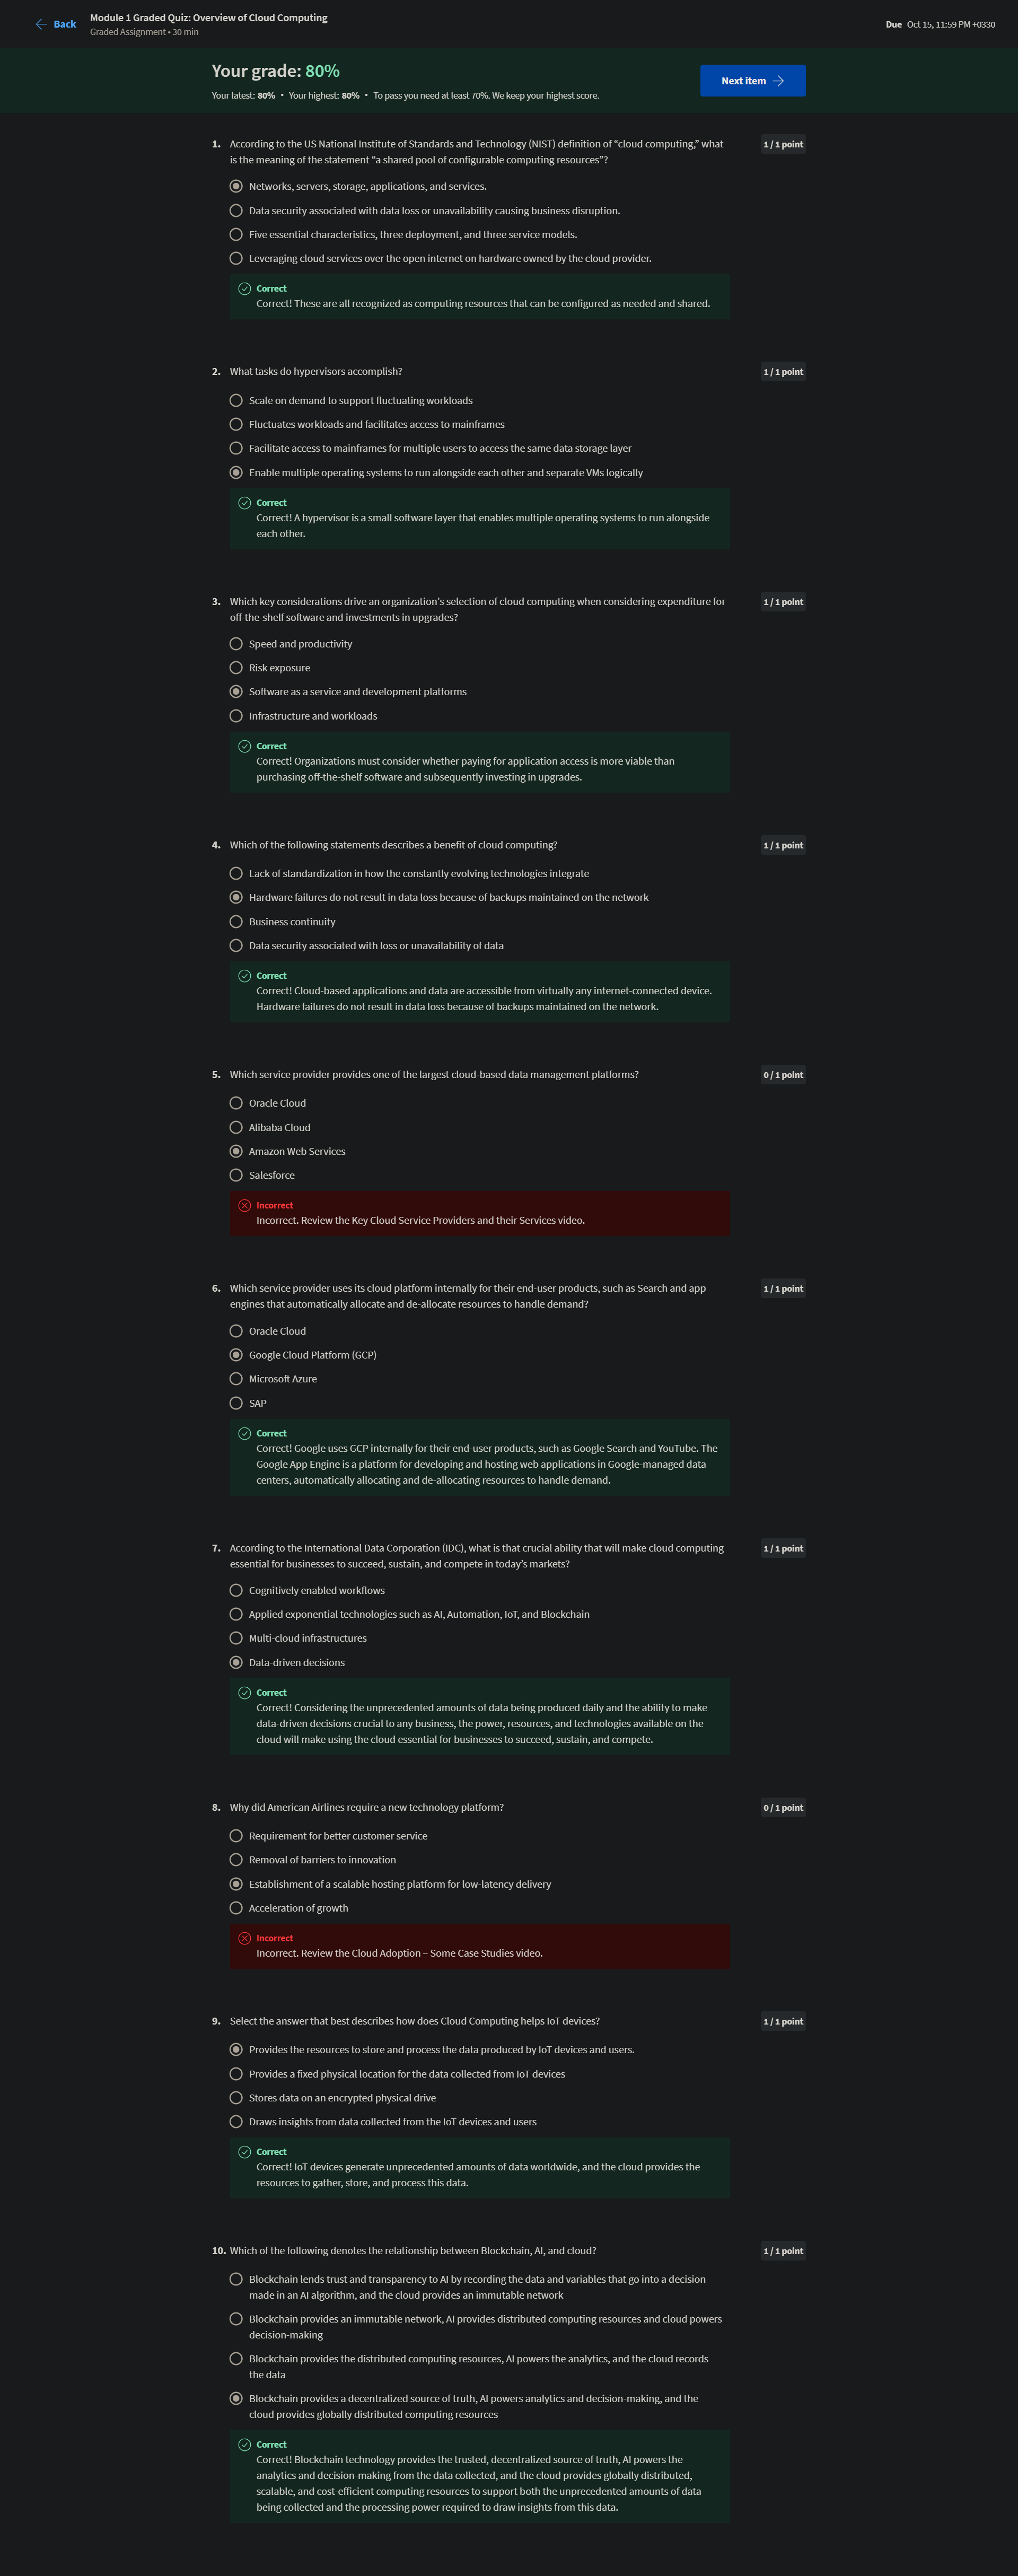 Back
Module 1 Graded Quiz: Overview of Cloud Computing
Graded Assignment • 30 min
Due Oct 15, 11:59 PM +0330
Your grade: 80%
Your latest: 80% • Your highest: 80% • To pass you need at least 70%. We keep your highest score.
Next item
1. According to the US National Institute of Standards and Technology (NIST) definition of “cloud computing,” what
is the meaning of the statement “a shared pool of configurable computing resources”?
1 / 1 point
Networks, servers, storage, applications, and services.
Data security associated with data loss or unavailability causing business disruption.
Five essential characteristics, three deployment, and three service models.
Leveraging cloud services over the open internet on hardware owned by the cloud provider.
Correct
Correct! These are all recognized as computing resources that can be configured as needed and shared.
2. What tasks do hypervisors accomplish?
1 / 1 point
Scale on demand to support fluctuating workloads
Fluctuates workloads and facilitates access to mainframes
Facilitate access to mainframes for multiple users to access the same data storage layer
Enable multiple operating systems to run alongside each other and separate VMs logically
Correct
Correct! A hypervisor is a small software layer that enables multiple operating systems to run alongside
each other.
3. Which key considerations drive an organization’s selection of cloud computing when considering expenditure for
off-the-shelf software and investments in upgrades?
1 / 1 point
Speed and productivity
Risk exposure
Software as a service and development platforms
Infrastructure and workloads
Correct
Correct! Organizations must consider whether paying for application access is more viable than
purchasing off-the-shelf software and subsequently investing in upgrades.
4. Which of the following statements describes a benefit of cloud computing?
1 / 1 point
Lack of standardization in how the constantly evolving technologies integrate
Hardware failures do not result in data loss because of backups maintained on the network
Business continuity
Data security associated with loss or unavailability of data
Correct
Correct! Cloud-based applications and data are accessible from virtually any internet-connected device.
Hardware failures do not result in data loss because of backups maintained on the network.
5. Which service provider provides one of the largest cloud-based data management platforms?
0 / 1 point
Oracle Cloud
Alibaba Cloud
Amazon Web Services
Salesforce
Incorrect
Incorrect. Review the Key Cloud Service Providers and their Services video.
6. Which service provider uses its cloud platform internally for their end-user products, such as Search and app
engines that automatically allocate and de-allocate resources to handle demand?
1 / 1 point
Oracle Cloud
Google Cloud Platform (GCP)
Microsoft Azure
SAP
Correct
Correct! Google uses GCP internally for their end-user products, such as Google Search and YouTube. The
Google App Engine is a platform for developing and hosting web applications in Google-managed data
centers, automatically allocating and de-allocating resources to handle demand.
7. According to the International Data Corporation (IDC), what is that crucial ability that will make cloud computing
essential for businesses to succeed, sustain, and compete in today’s markets?
1 / 1 point
Cognitively enabled workflows
Applied exponential technologies such as AI, Automation, IoT, and Blockchain
Multi-cloud infrastructures
Data-driven decisions
Correct
Correct! Considering the unprecedented amounts of data being produced daily and the ability to make
data-driven decisions crucial to any business, the power, resources, and technologies available on the
cloud will make using the cloud essential for businesses to succeed, sustain, and compete.
8. Why did American Airlines require a new technology platform?
0 / 1 point
Requirement for better customer service
Removal of barriers to innovation
Establishment of a scalable hosting platform for low-latency delivery
Acceleration of growth
Incorrect
Incorrect. Review the Cloud Adoption – Some Case Studies video.
9. Select the answer that best describes how does Cloud Computing helps IoT devices?
1 / 1 point
Provides the resources to store and process the data produced by IoT devices and users.
Provides a fixed physical location for the data collected from IoT devices
Stores data on an encrypted physical drive
Draws insights from data collected from the IoT devices and users
Correct
Correct! IoT devices generate unprecedented amounts of data worldwide, and the cloud provides the
resources to gather, store, and process this data.
10. Which of the following denotes the relationship between Blockchain, AI, and cloud?
1 / 1 point
Blockchain lends trust and transparency to AI by recording the data and variables that go into a decision
made in an AI algorithm, and the cloud provides an immutable network
Blockchain provides an immutable network, AI provides distributed computing resources and cloud powers
decision-making
Blockchain provides the distributed computing resources, AI powers the analytics, and the cloud records
the data
Blockchain provides a decentralized source of truth, AI powers analytics and decision-making, and the
cloud provides globally distributed computing resources
Correct
Correct! Blockchain technology provides the trusted, decentralized source of truth, AI powers the
analytics and decision-making from the data collected, and the cloud provides globally distributed,
scalable, and cost-efficient computing resources to support both the unprecedented amounts of data
being collected and the processing power required to draw insights from this data.